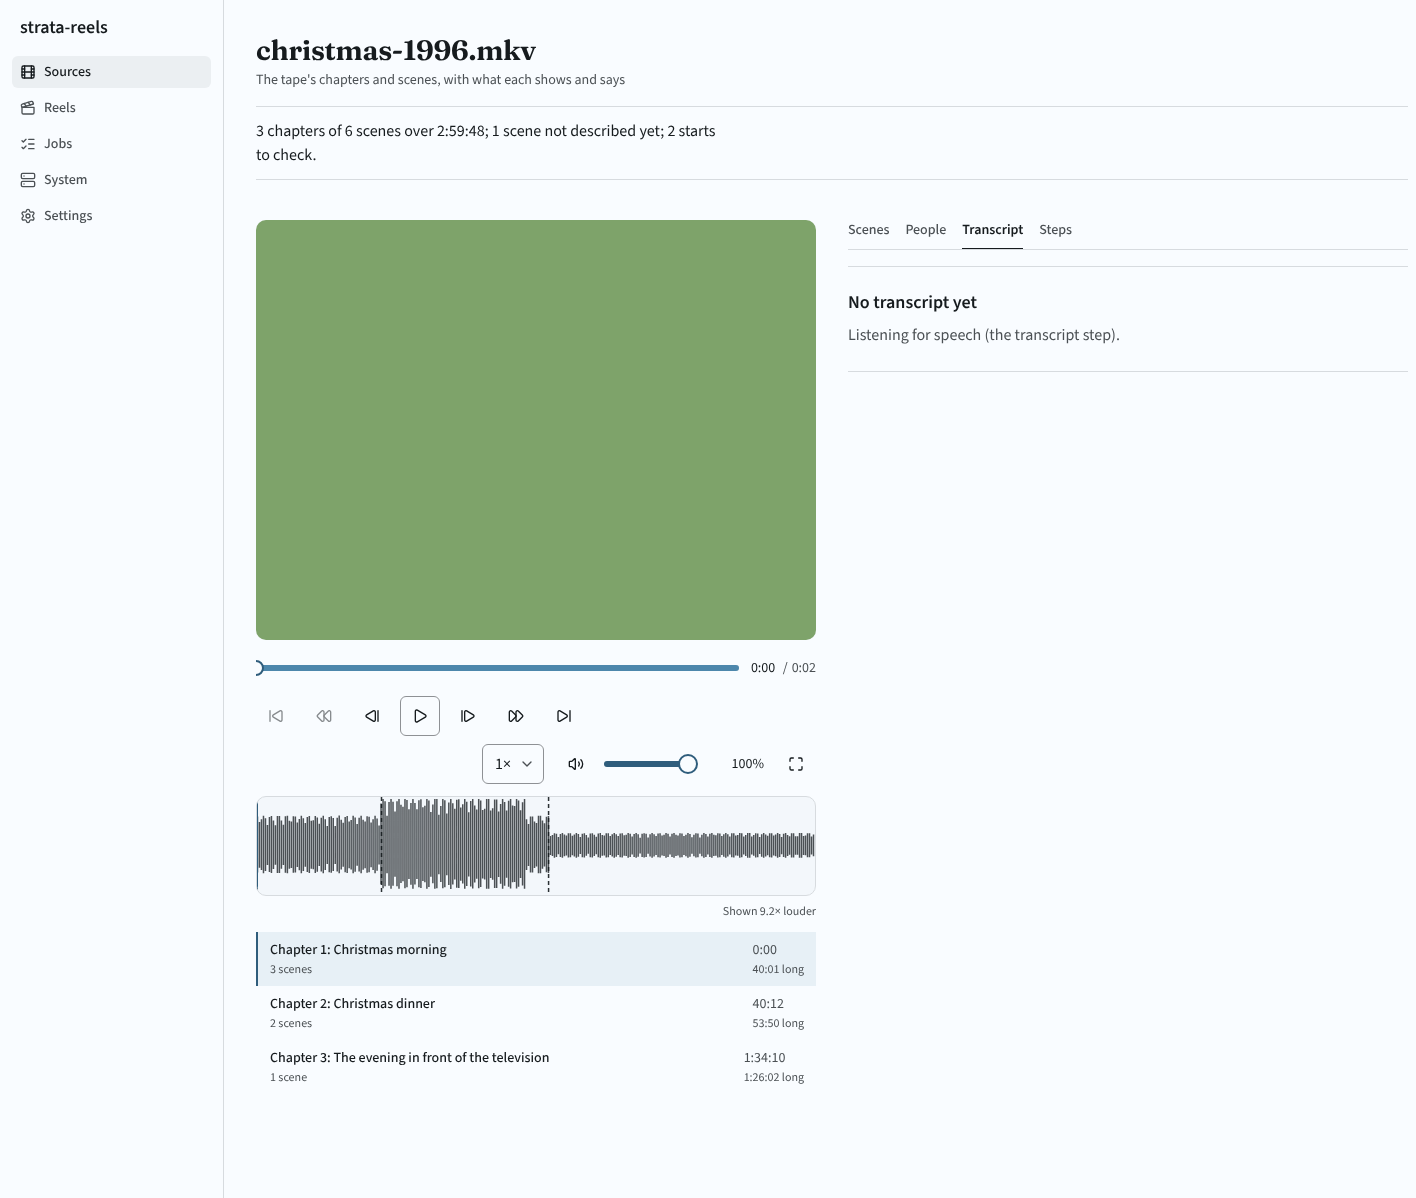 strata-reels
Sources
Reels
Jobs
System
Settings
christmas-1996.mkv
The tape's chapters and scenes, with what each shows and says
3 chapters of 6 scenes over 2:59:48; 1 scene not described yet; 2 starts
to check.
Scenes People Transcript Steps
No transcript yet
Listening for speech (the transcript step).
0:00 / 0:02
1× 100%
Shown 9.2× louder
Chapter 1: Christmas morning 0:00
3 scenes 40:01 long
Chapter 2: Christmas dinner 40:12
2 scenes 53:50 long
Chapter 3: The evening in front of the television 1:34:10
1 scene 1:26:02 long